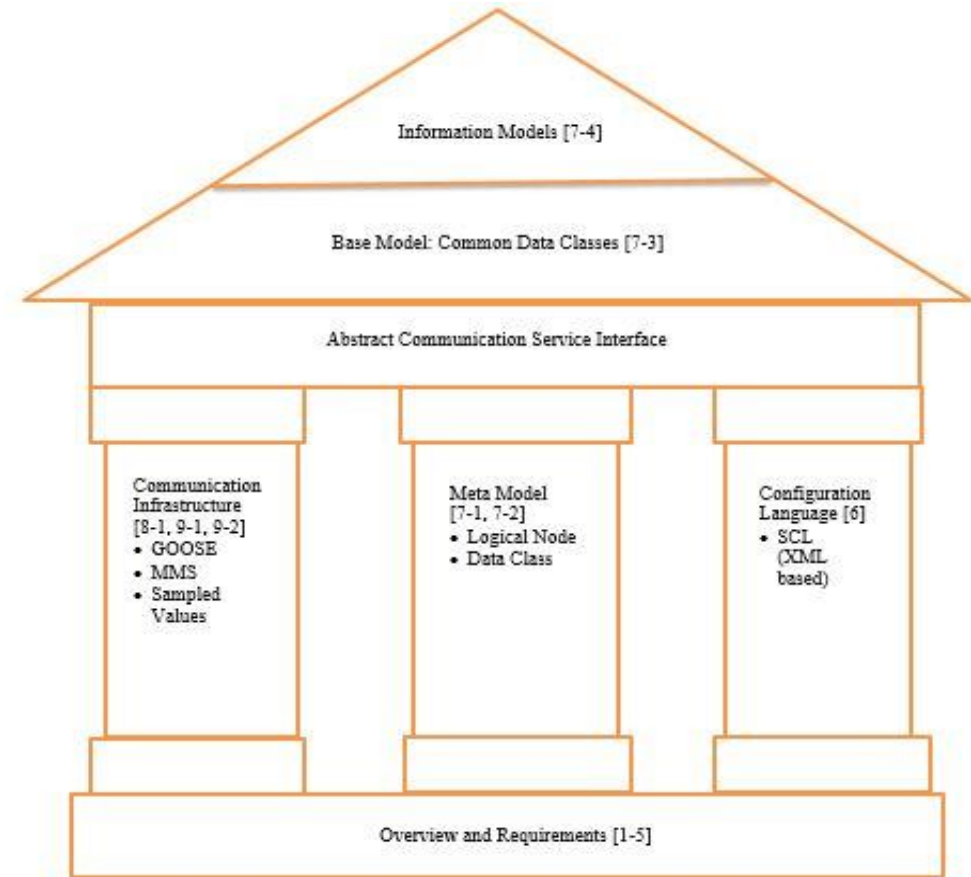 Information Models [7-4]
Base Model: Common Data Classes [7-3]
Abstract Communication Service Interface
Communication
Infrastructure
[8-1, 9-1, 9-2]
• GOOSE
• MMS
• Sampled
Values
Meta Model
[7-1, 7-2]
• Logical Node
• Data Class
Configuration
Language [6]
• SCL
(XML
based)
Overview and Requirements [1-5]